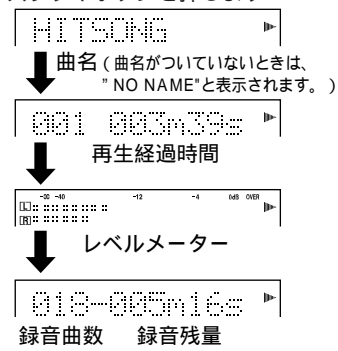 HITSONG
曲名 ( 曲名がついていないときは、
" NO NAME"と表示されます。)
001 003m39s
再生経過時間
-∞ -40 -12 -4 0dB OVER
L
R
レベルメーター
018-005m16s
録音曲数 録音残量